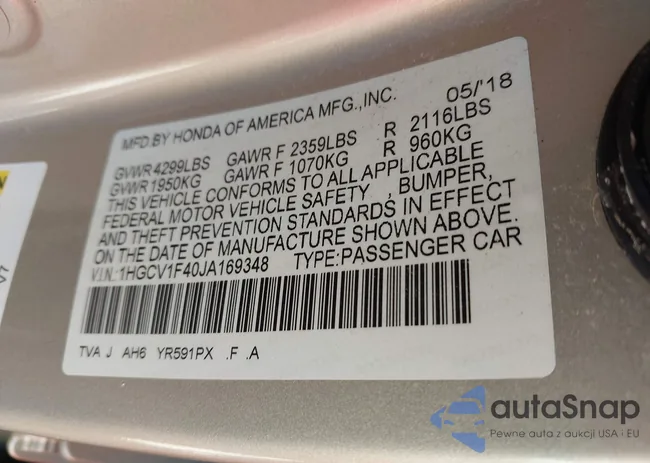 MFD.BY HONDA OF AMERICA MFG.,INC. 05/'18
GVWR 4299LBS GAWR F 2359LBS R 2116LBS
GVWR 1950KG GAWR F 1070KG R 960KG
THIS VEHICLE CONFORMS TO ALL APPLICABLE
FEDERAL MOTOR VEHICLE SAFETY , BUMPER,
AND THEFT PREVENTION STANDARDS IN EFFECT
ON THE DATE OF MANUFACTURE SHOWN ABOVE.
V.I.N.:1HGCV1F40JA169348 TYPE:PASSENGER CAR
TVA J AH6 YR591PX .F .A
autaSnap
Pewne auta z aukcji USA i EU